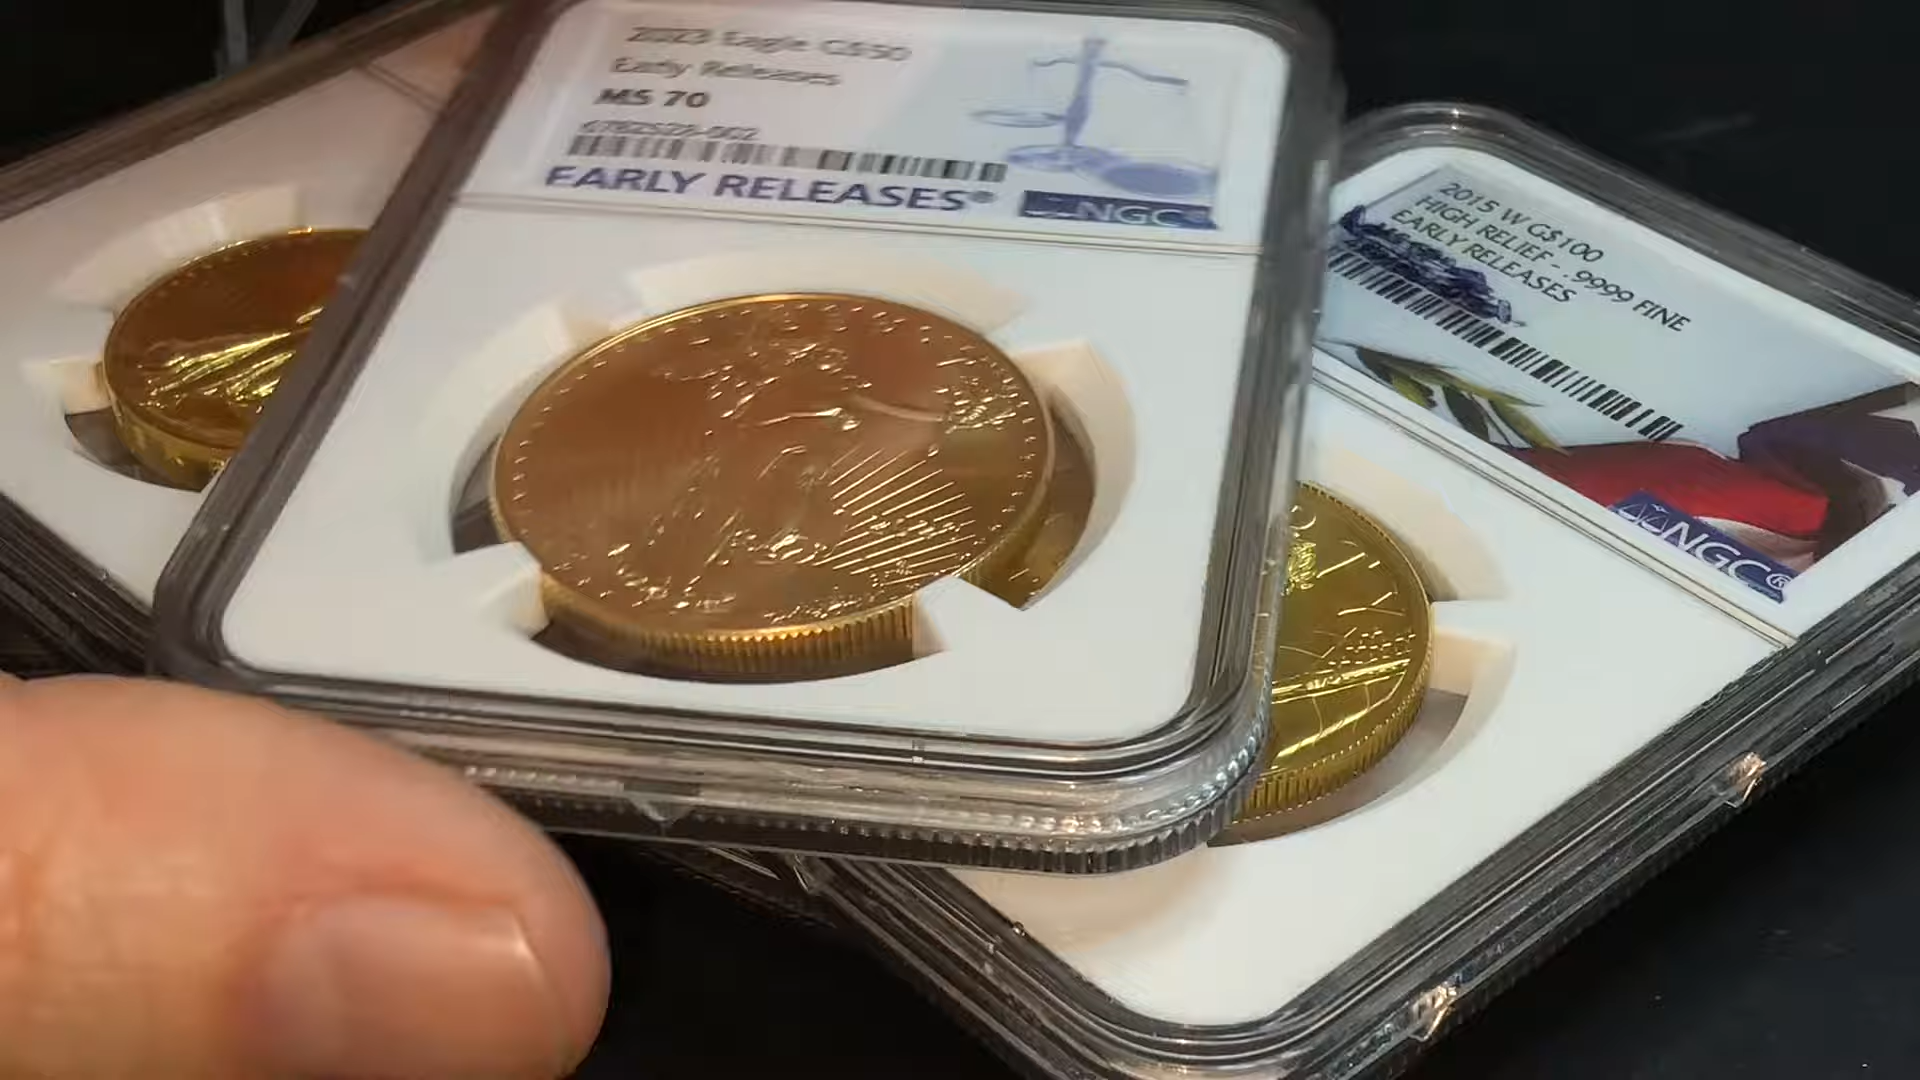 2023 Eagle G$50
Early Releases
MS 70
EARLY RELEASES®
NGC
2015 W G$100
HIGH RELIEF - .9999 FINE
EARLY RELEASES
NGC®